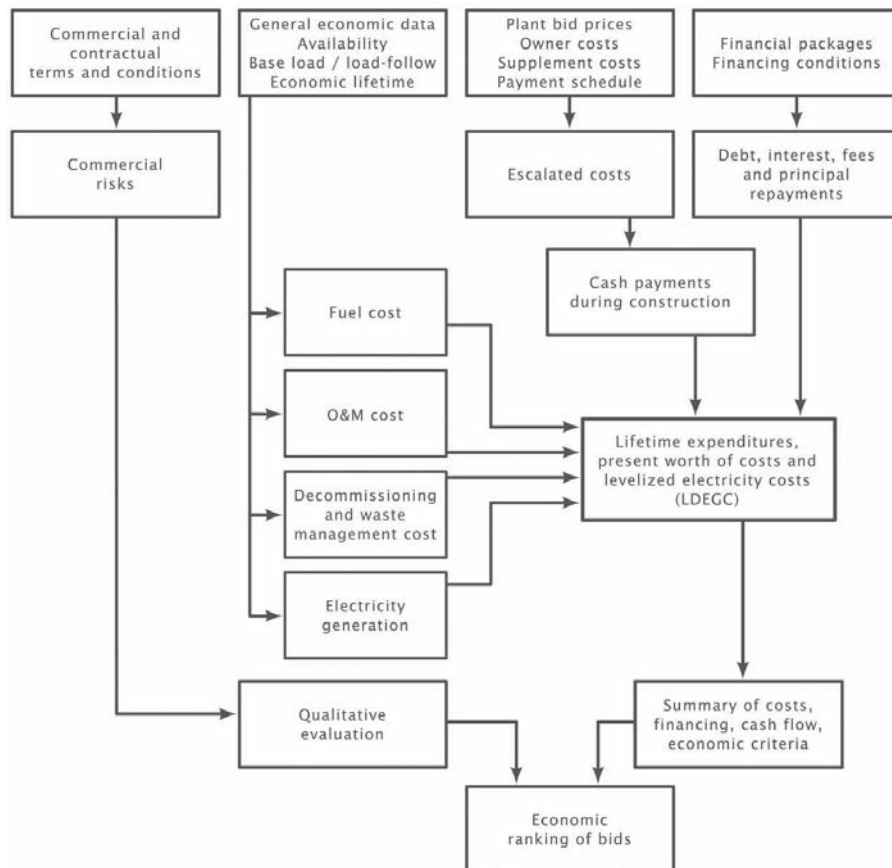 Commercial and
contractual
terms and conditions
General economic data
Availability
Base load / load-follow
Economic lifetime
Plant bid prices
Owner costs
Supplement costs
Payment schedule
Financial packages
Financing conditions
Commercial
risks
Escalated costs
Debt, interest, fees
and principal
repayments
Cash payments
during construction
Fuel cost
O&M cost
Decommissioning
and waste
management cost
Electricity
generation
Lifetime expenditures,
present worth of costs and
levelized electricity costs
(LDEGC)
Qualitative
evaluation
Summary of costs,
financing, cash flow,
economic criteria
Economic
ranking of bids